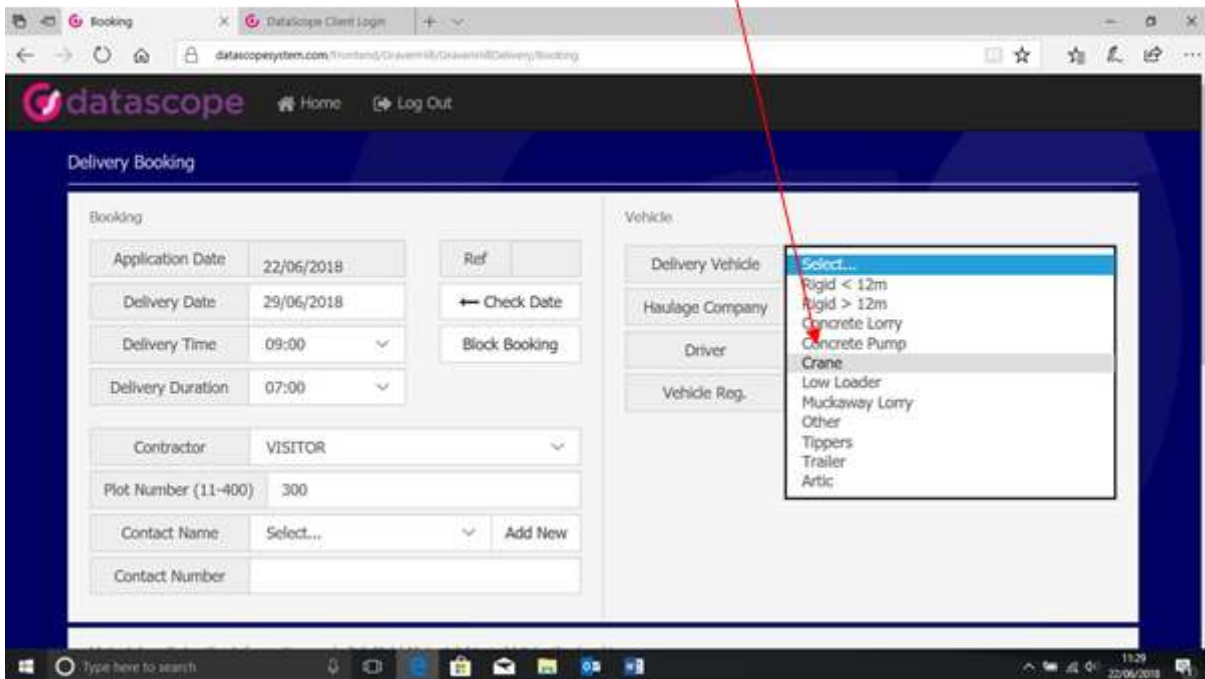 Booking
DataScope Client Login
datascopesystem.com/frontend/GravenHill/GravenHillDelivery/Booking
datascope
Home
Log Out
Delivery Booking
Booking
Application Date
22/06/2018
Ref
Delivery Date
29/06/2018
Check Date
Delivery Time
09:00
Block Booking
Delivery Duration
07:00
Contractor
VISITOR
Plot Number (11-400)
300
Contact Name
Select...
Add New
Contact Number
Vehicle
Delivery Vehicle
Haulage Company
Driver
Vehicle Reg.
Select...
Rigid < 12m
Rigid > 12m
Concrete Lorry
Concrete Pump
Crane
Low Loader
Muckaway Lorry
Other
Tippers
Trailer
Artic
Type here to search
11:29
22/06/2018